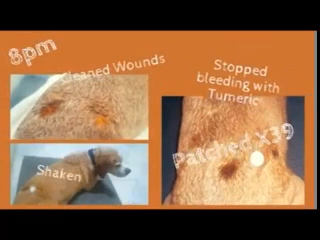 8pm
Cleaned Wounds
Stopped
bleeding with
Tumeric
Shaken
Patched X39